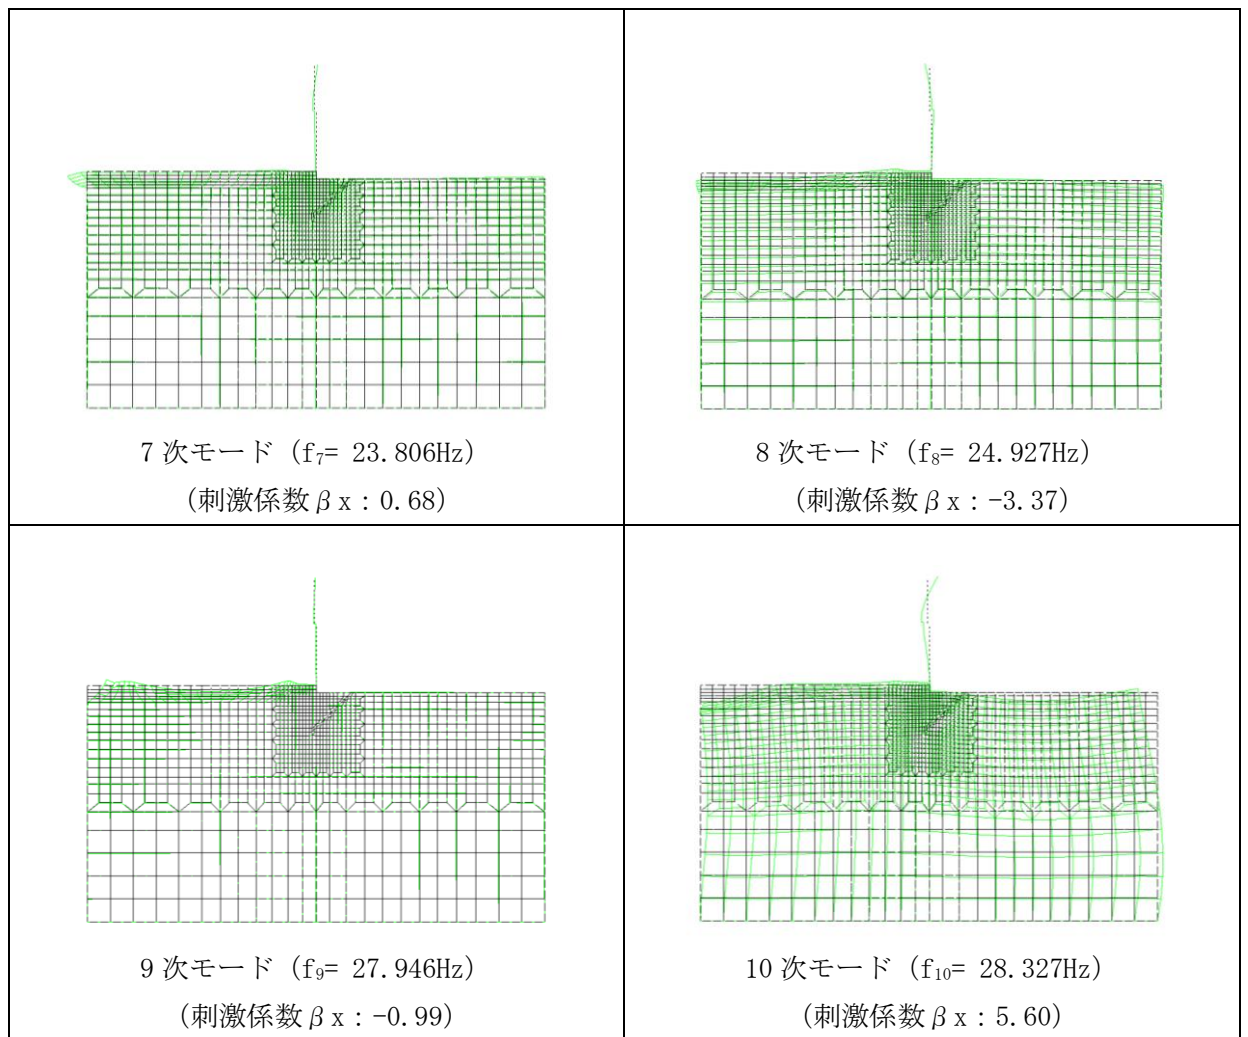 7次モード（f₇= 23.806Hz）
（刺激係数βx：0.68）
8次モード（f₈= 24.927Hz）
（刺激係数βx：-3.37）
9次モード（f₉= 27.946Hz）
（刺激係数βx：-0.99）
10次モード（f₁₀= 28.327Hz）
（刺激係数βx：5.60）